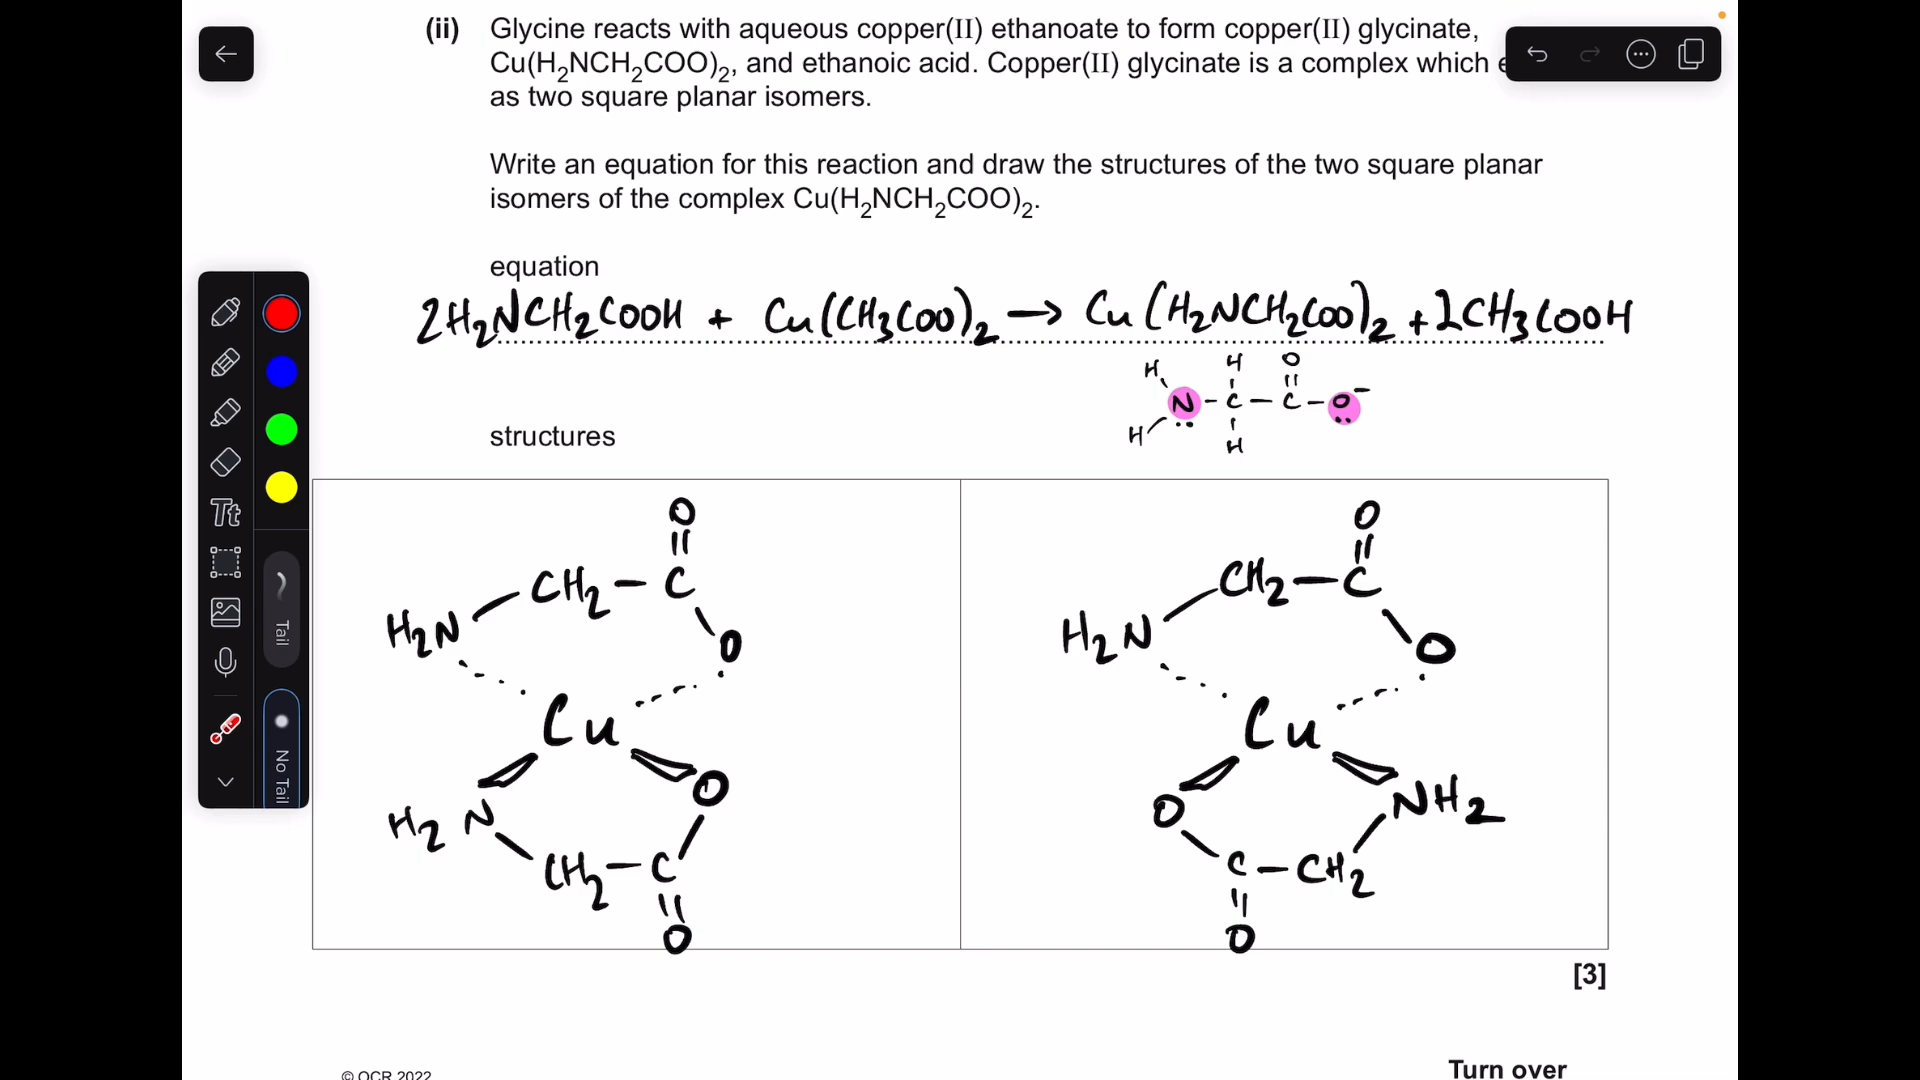 (ii) Glycine reacts with aqueous copper(II) ethanoate to form copper(II) glycinate,
Cu(H₂NCH₂COO)₂, and ethanoic acid. Copper(II) glycinate is a complex which
as two square planar isomers.
Write an equation for this reaction and draw the structures of the two square planar
isomers of the complex Cu(H₂NCH₂COO)₂.
equation
2H₂NCH₂COOH + Cu(CH₃COO)₂ → Cu(H₂NCH₂COO)₂ + 2CH₃COOH
H H O
N - C - C - O⁻
H H
structures
O O
CH₂ - C CH₂ - C
H₂N O H₂N O
Cu Cu
H₂N O O NH₂
CH₂ - C C - CH₂
O O
[3]
© OCR 2022
Turn over
Tt
Tail
No Tail